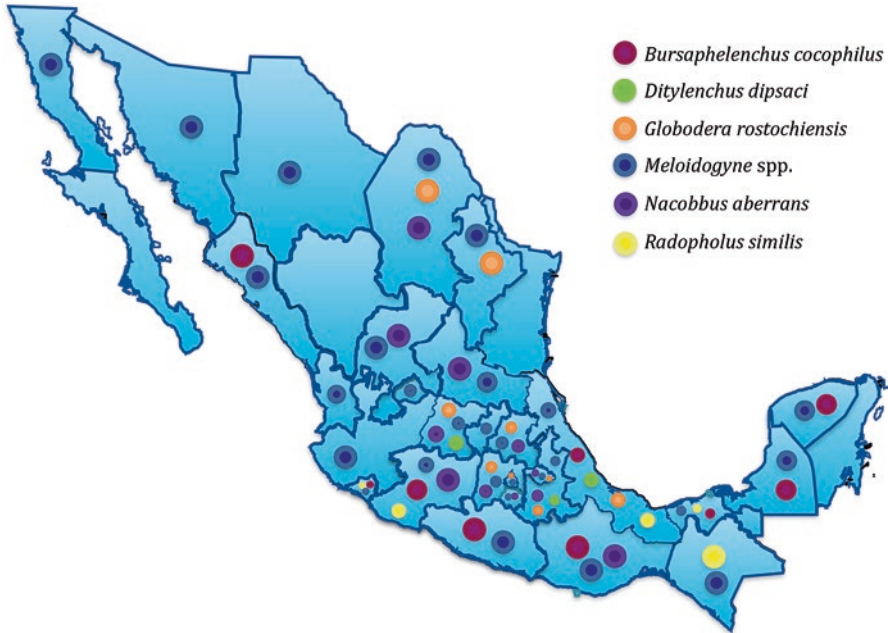 Bursaphelenchus cocophilus
Ditylenchus dipsaci
Globodera rostochiensis
Meloidogyne spp.
Nacobbus aberrans
Radopholus similis